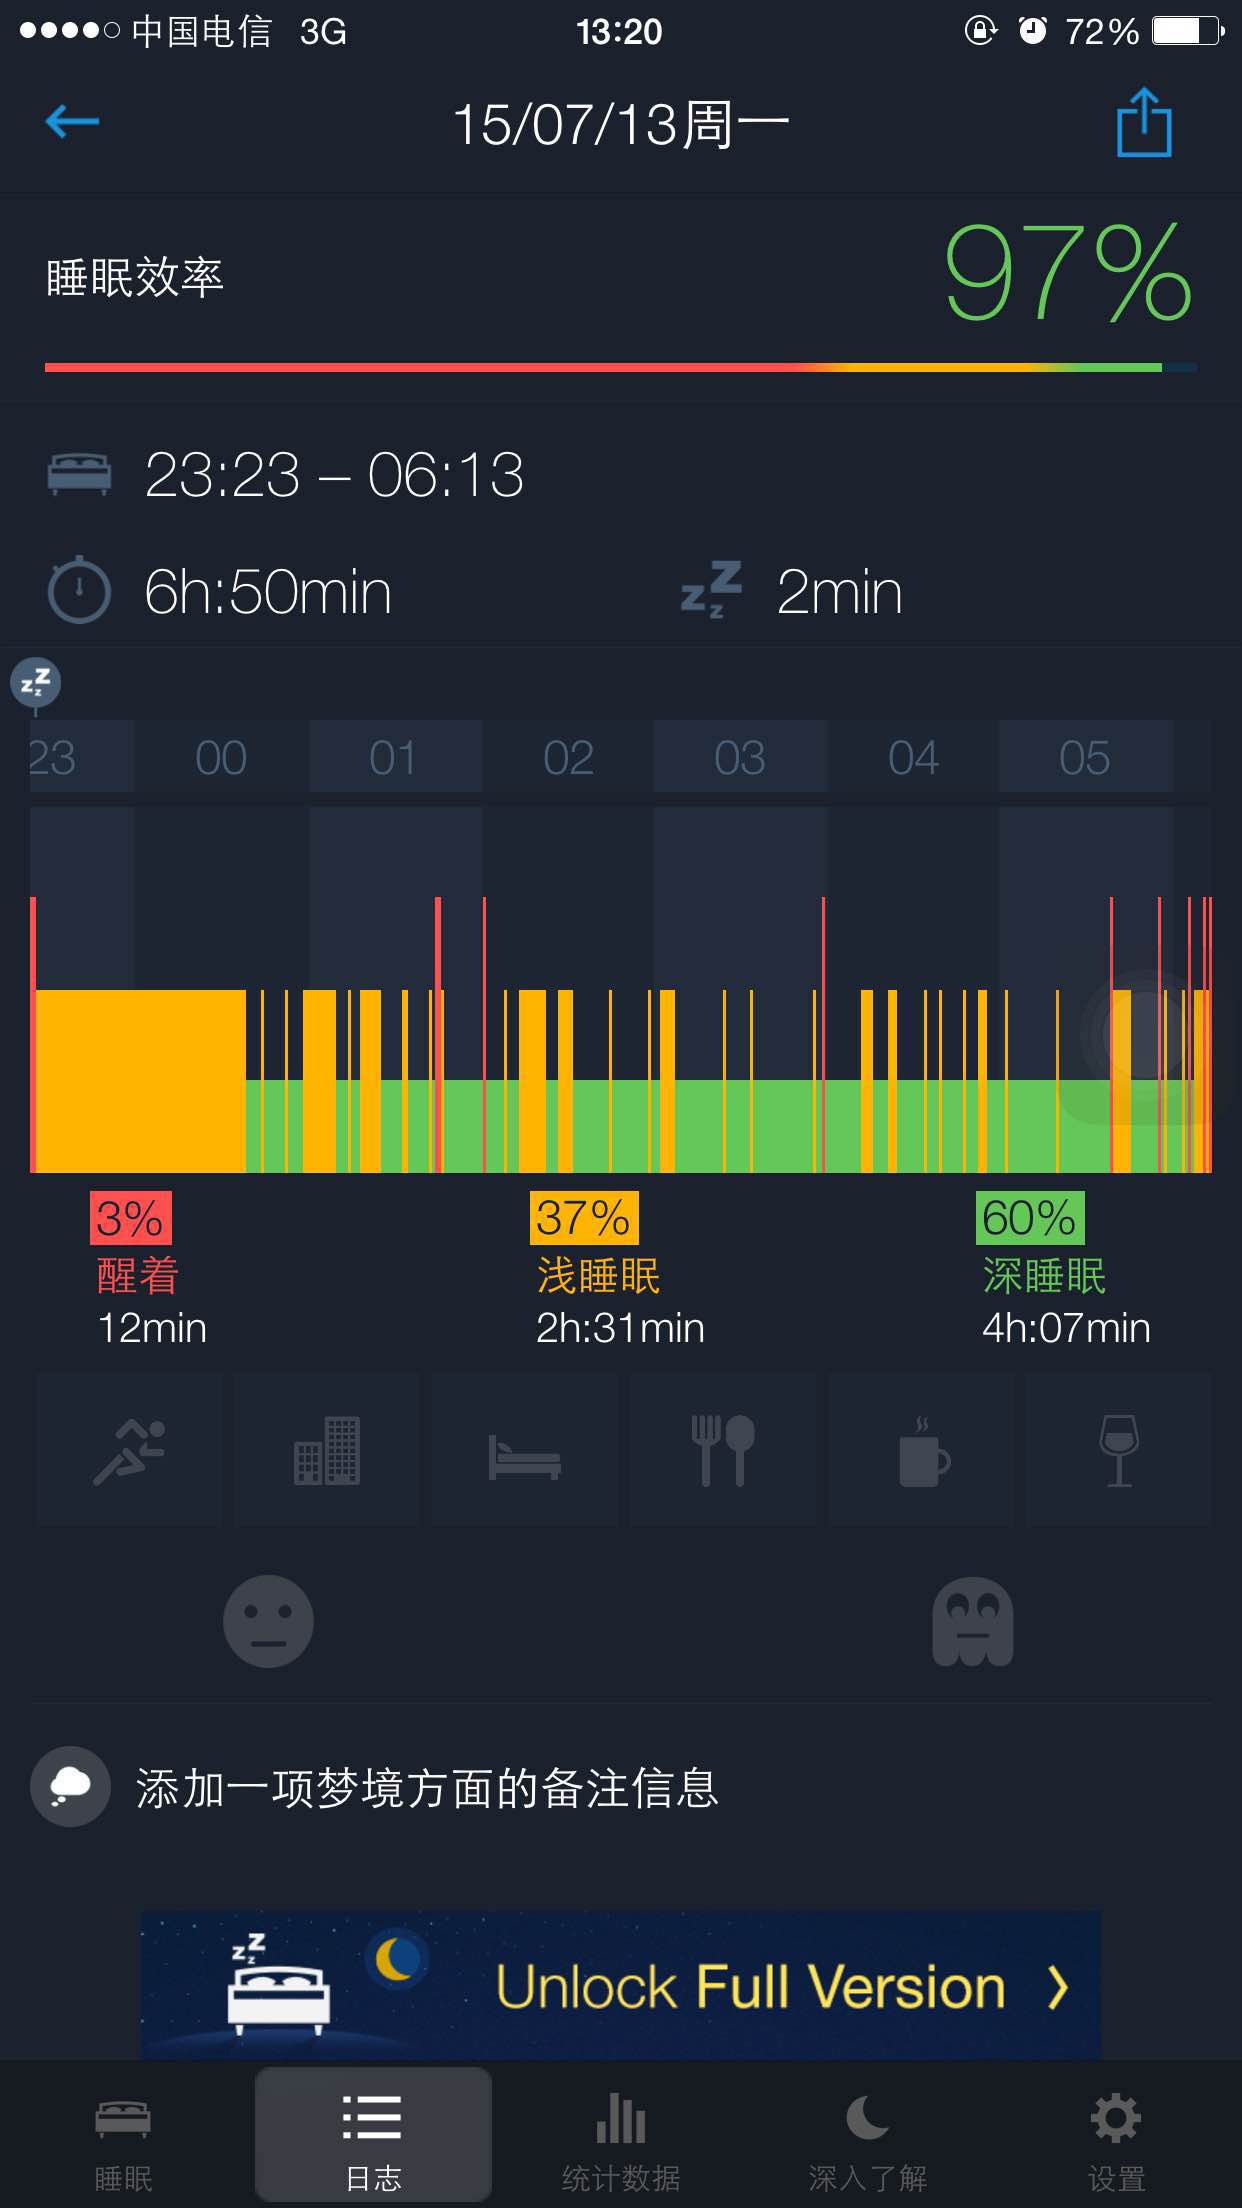 中国电信 3G 13:20 72%
15/07/13周一
睡眠效率 97%
23:23 – 06:13
6h:50min zzz 2min
zzz
23 00 01 02 03 04 05
3% 37% 60%
醒着 浅睡眠 深睡眠
12min 2h:31min 4h:07min
添加一项梦境方面的备注信息
zzz Unlock Full Version
睡眠 日志 统计数据 深入了解 设置